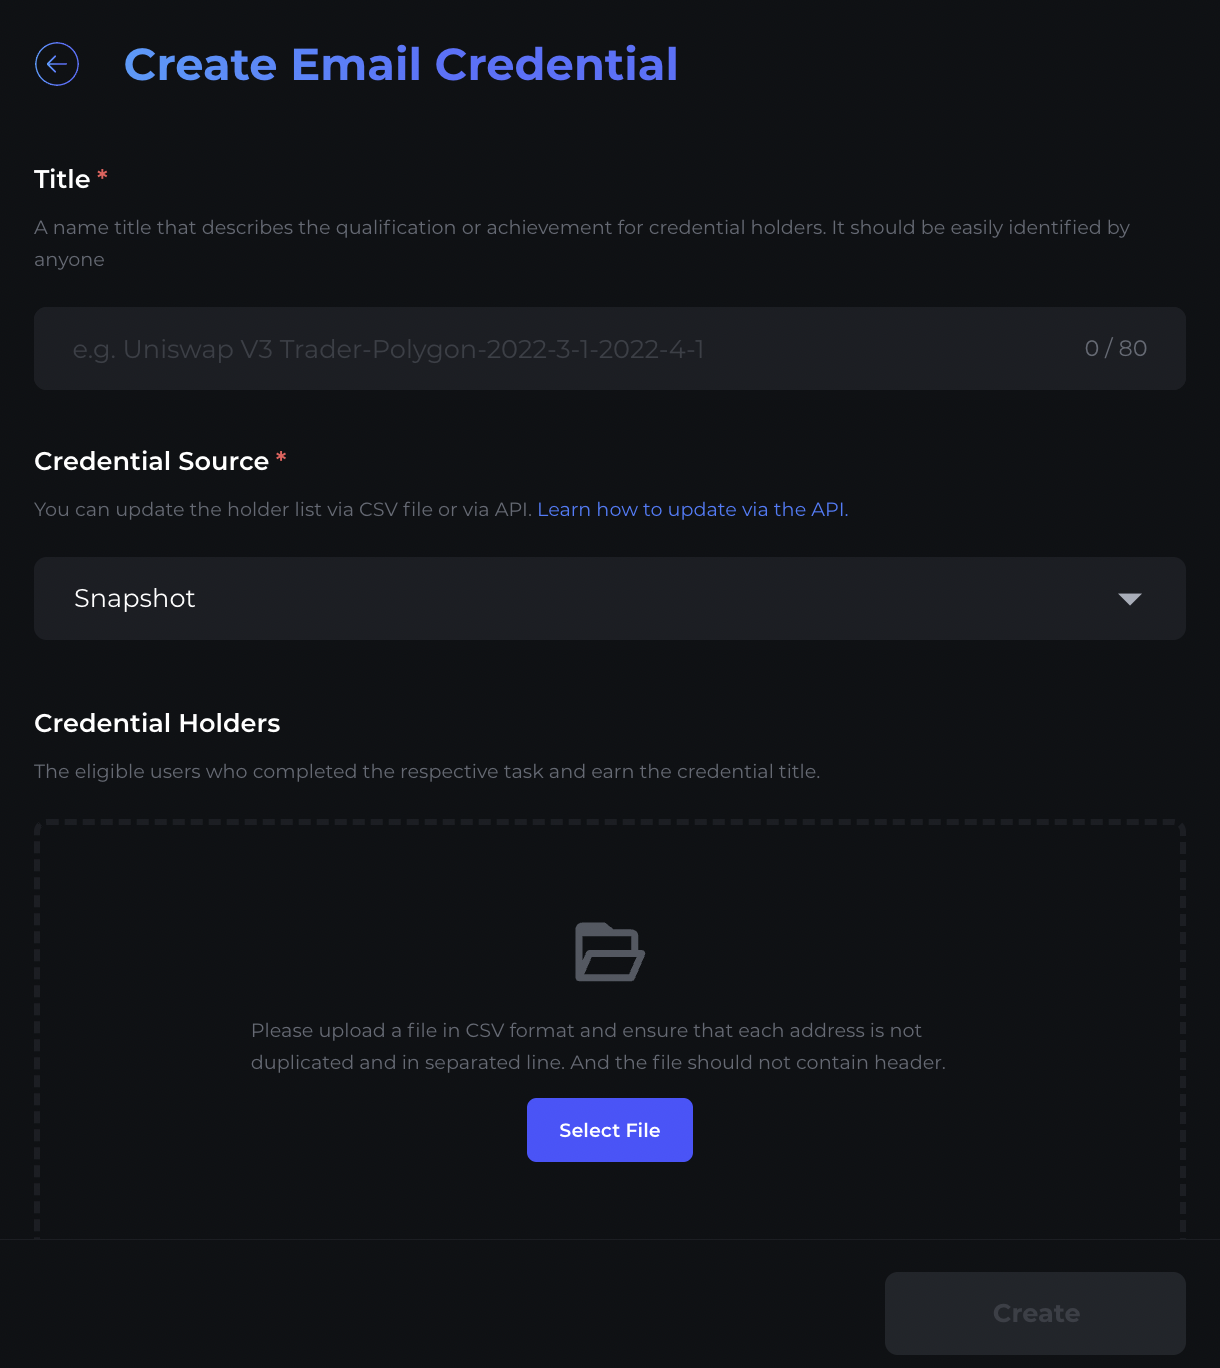 Create Email Credential
Title *
A name title that describes the qualification or achievement for credential holders. It should be easily identified by
anyone
e.g. Uniswap V3 Trader-Polygon-2022-3-1-2022-4-1
0 / 80
Credential Source *
You can update the holder list via CSV file or via API. Learn how to update via the API.
Snapshot
Credential Holders
The eligible users who completed the respective task and earn the credential title.
Please upload a file in CSV format and ensure that each address is not
duplicated and in separated line. And the file should not contain header.
Select File
Create